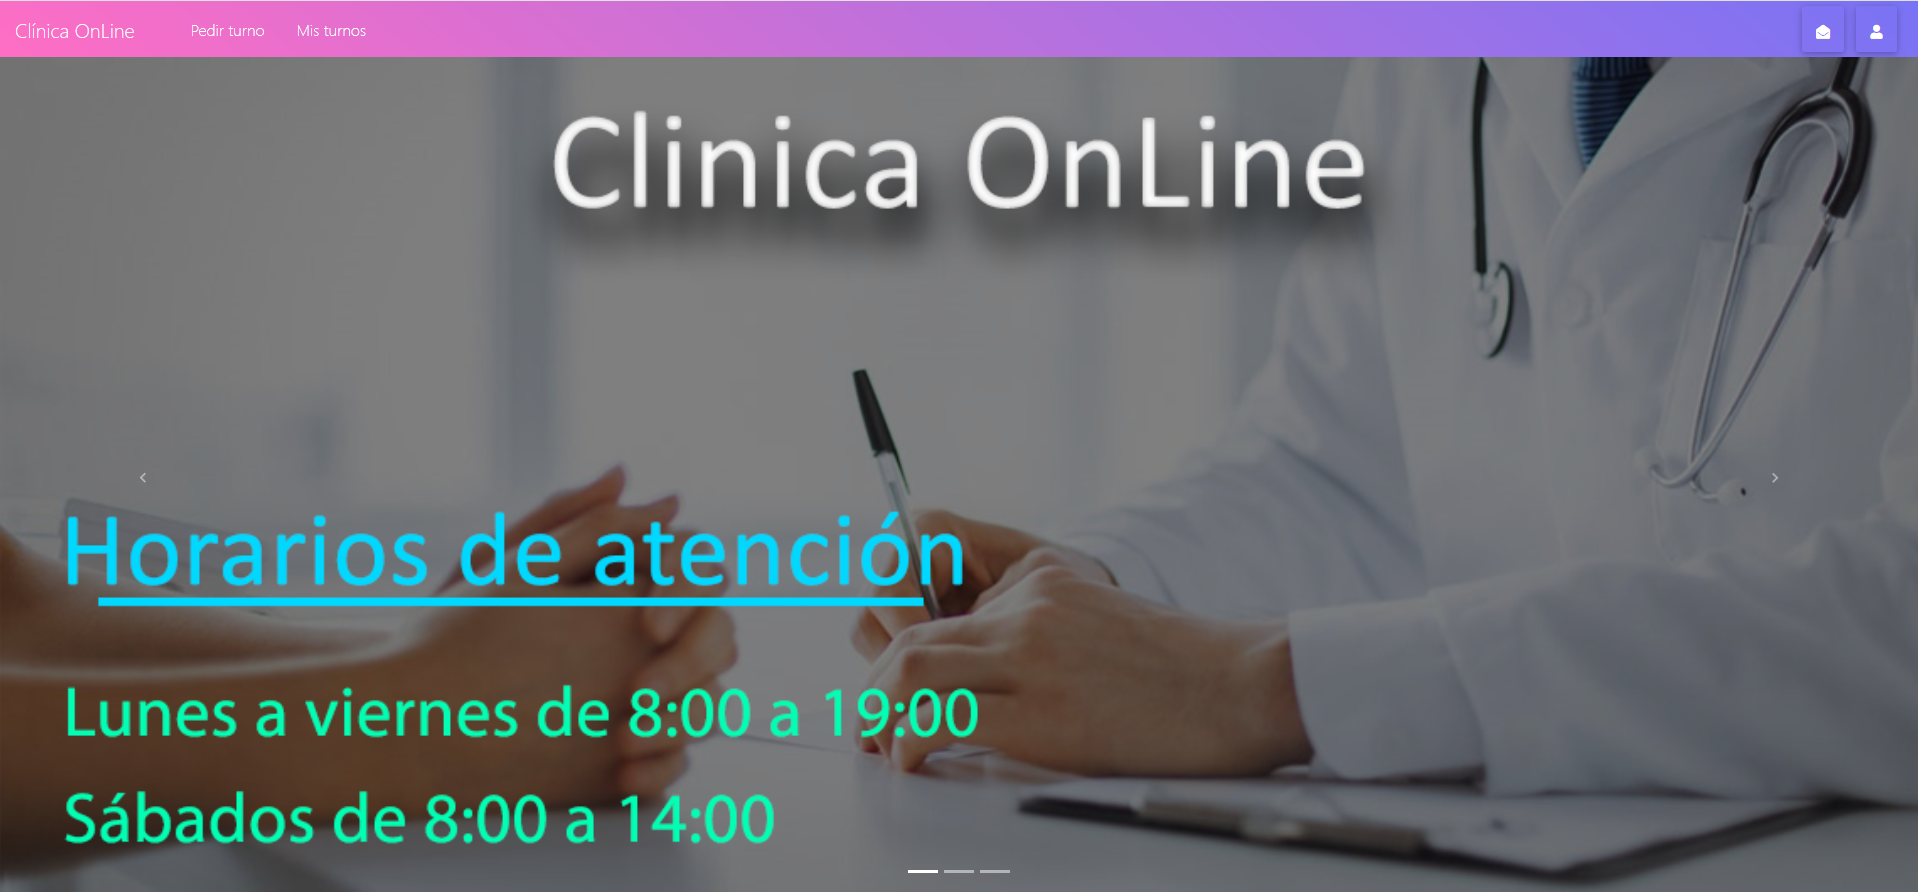 Clínica OnLine
Pedir turno
Mis turnos
Clinica OnLine
Horarios de atención
Lunes a viernes de 8:00 a 19:00
Sábados de 8:00 a 14:00